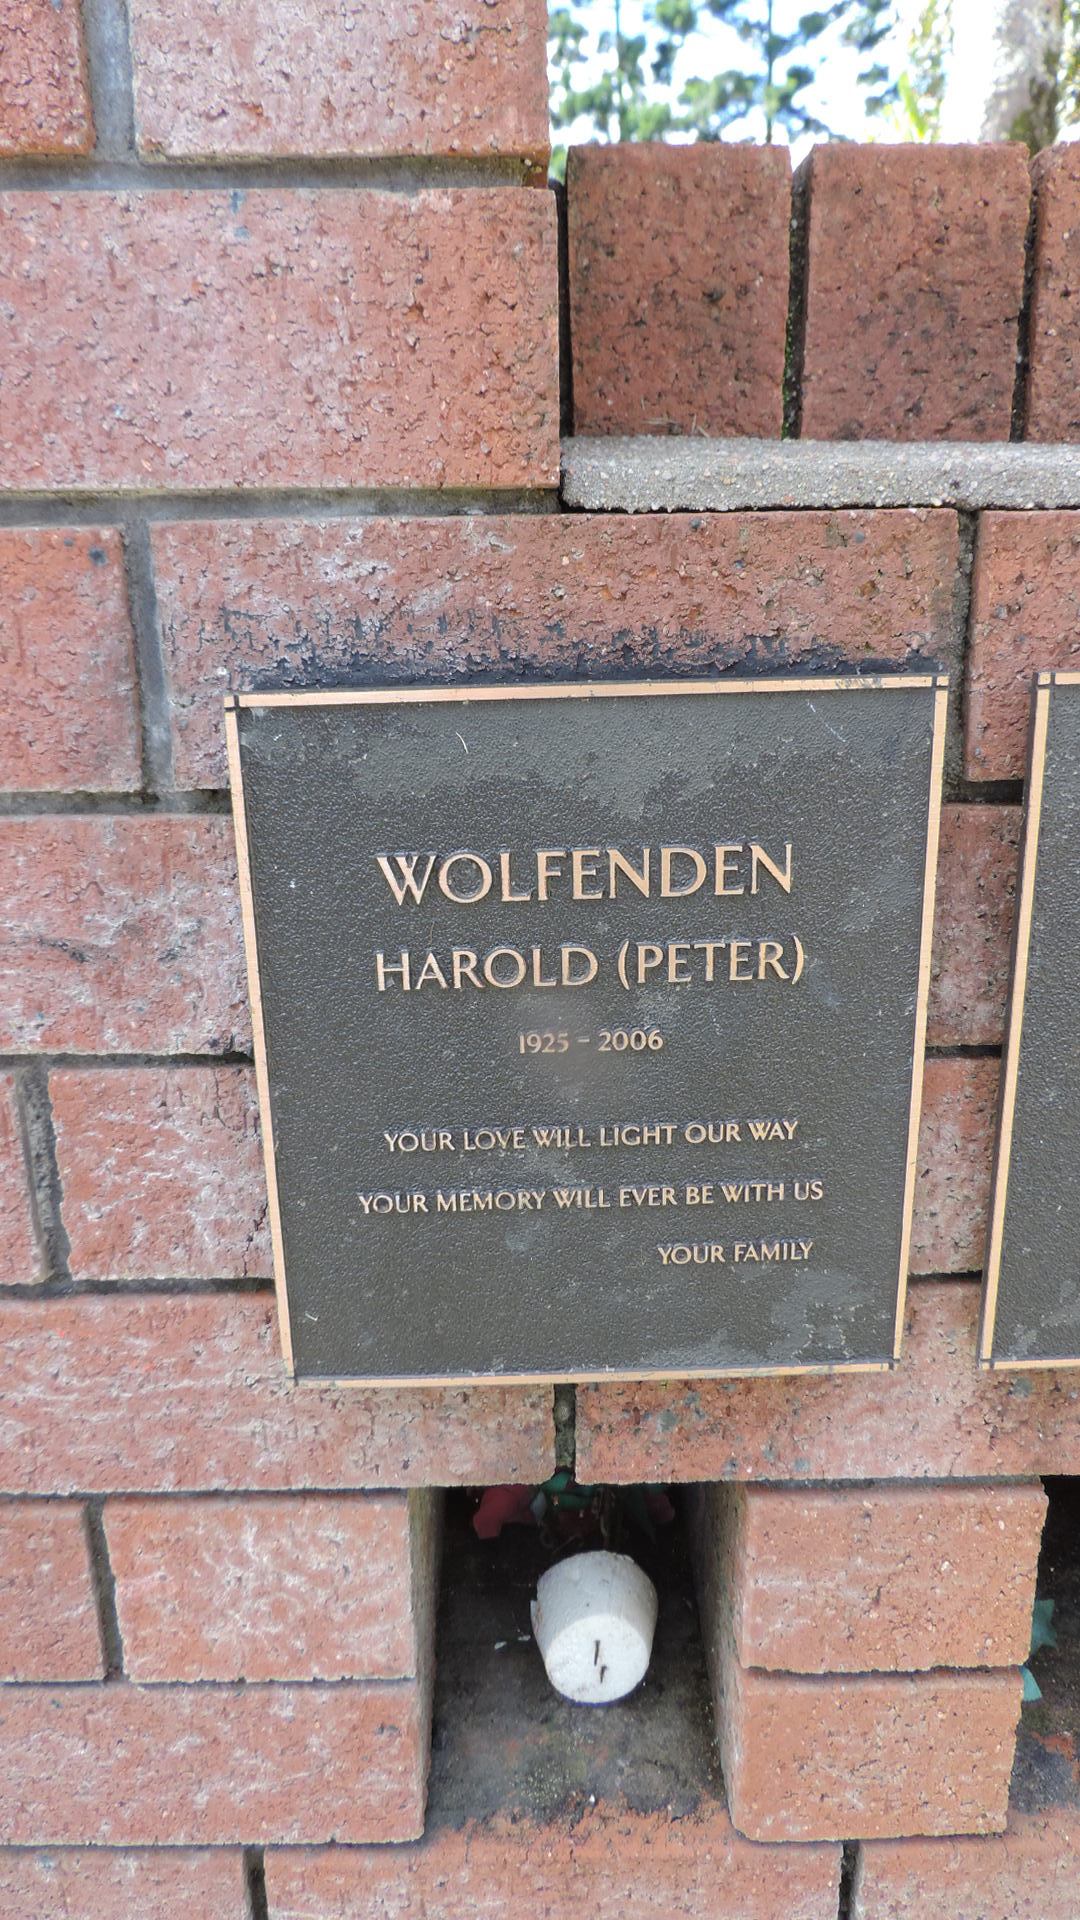 WOLFENDEN
HAROLD (PETER)
1925 - 2006
YOUR LOVE WILL LIGHT OUR WAY
YOUR MEMORY WILL EVER BE WITH US
YOUR FAMILY